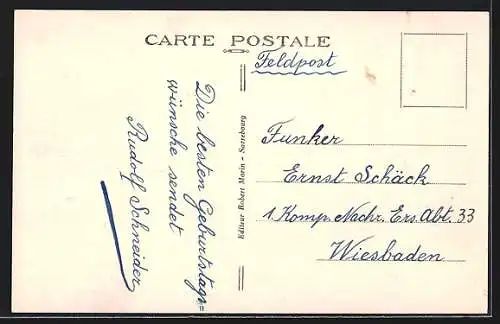 CARTE POSTALE
Feldpost
Die besten Geburtstags=
wünsche sendet
Rudolf Schneider
Editeur Robert Morin - Sarrebourg
Funker
Ernst Schäck
1. Komp. Nachr. Ers. Abt. 33
Wiesbaden